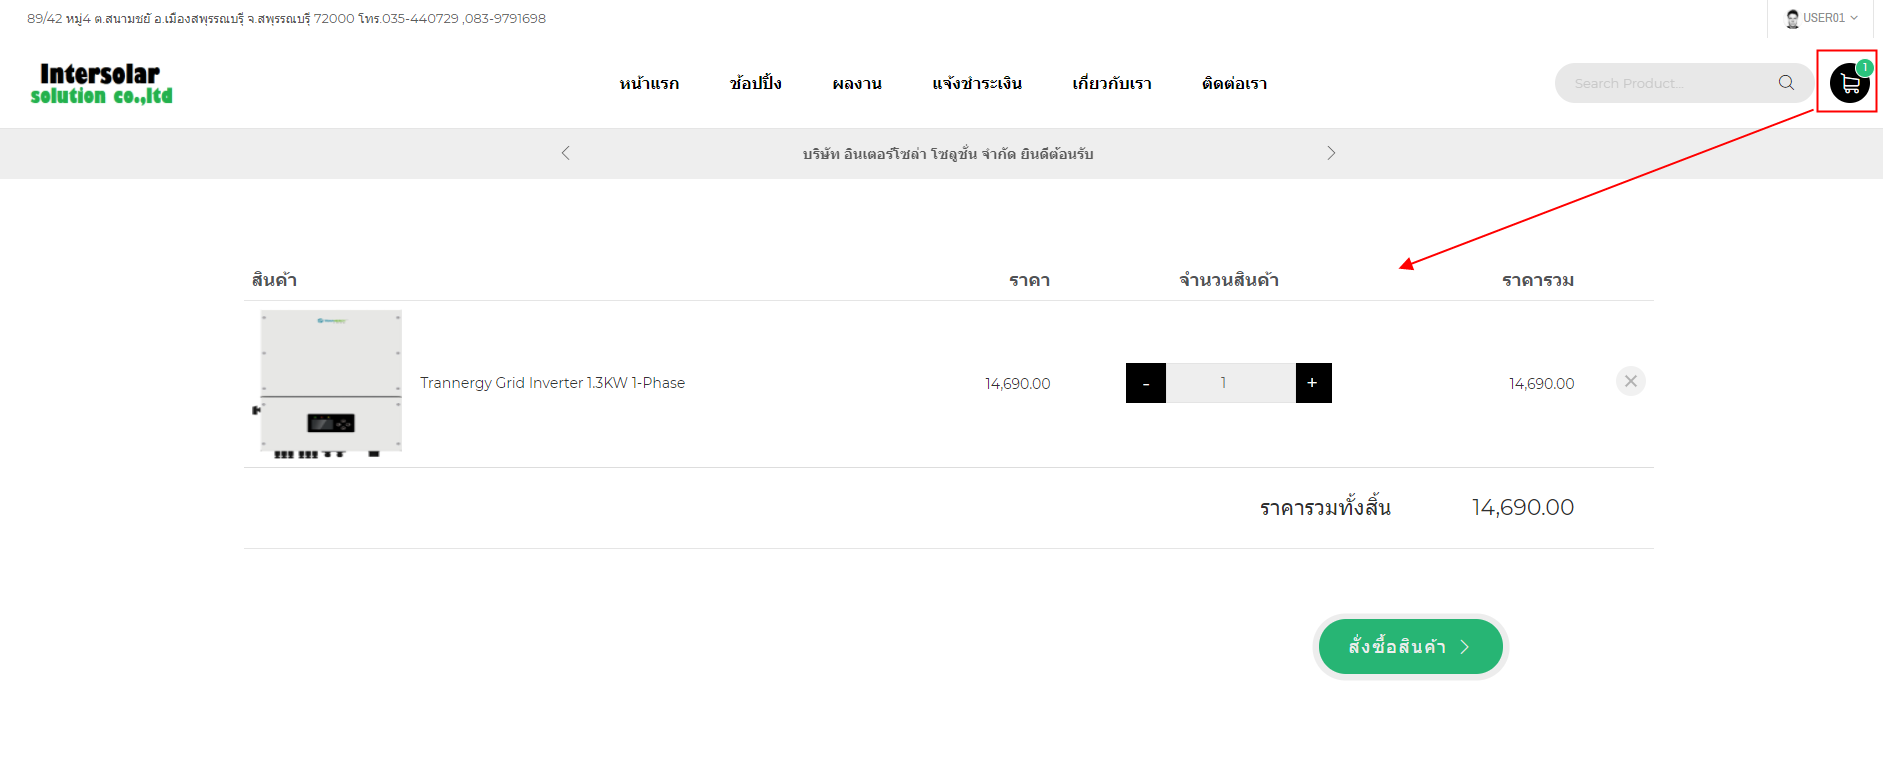 89/42 หมู่4 ต.สนามชยั อ.เมืองสพุรรณบรุี จ.สพุรรณบรุี 72000 โทร.035-440729 ,083-9791698
USER01
Intersolar
solution co.,ltd
หน้าแรก ช้อปปิ้ง ผลงาน แจ้งชำระเงิน เกี่ยวกับเรา ติดต่อเรา
Search Product...
1
บริษัท อินเตอร์โซล่า โซลูชั่น จำกัด ยินดีต้อนรับ
สินค้า ราคา จำนวนสินค้า ราคารวม
Trannergy Grid Inverter 1.3KW 1-Phase 14,690.00 - 1 + 14,690.00
ราคารวมทั้งสิ้น 14,690.00
สั่งซื้อสินค้า